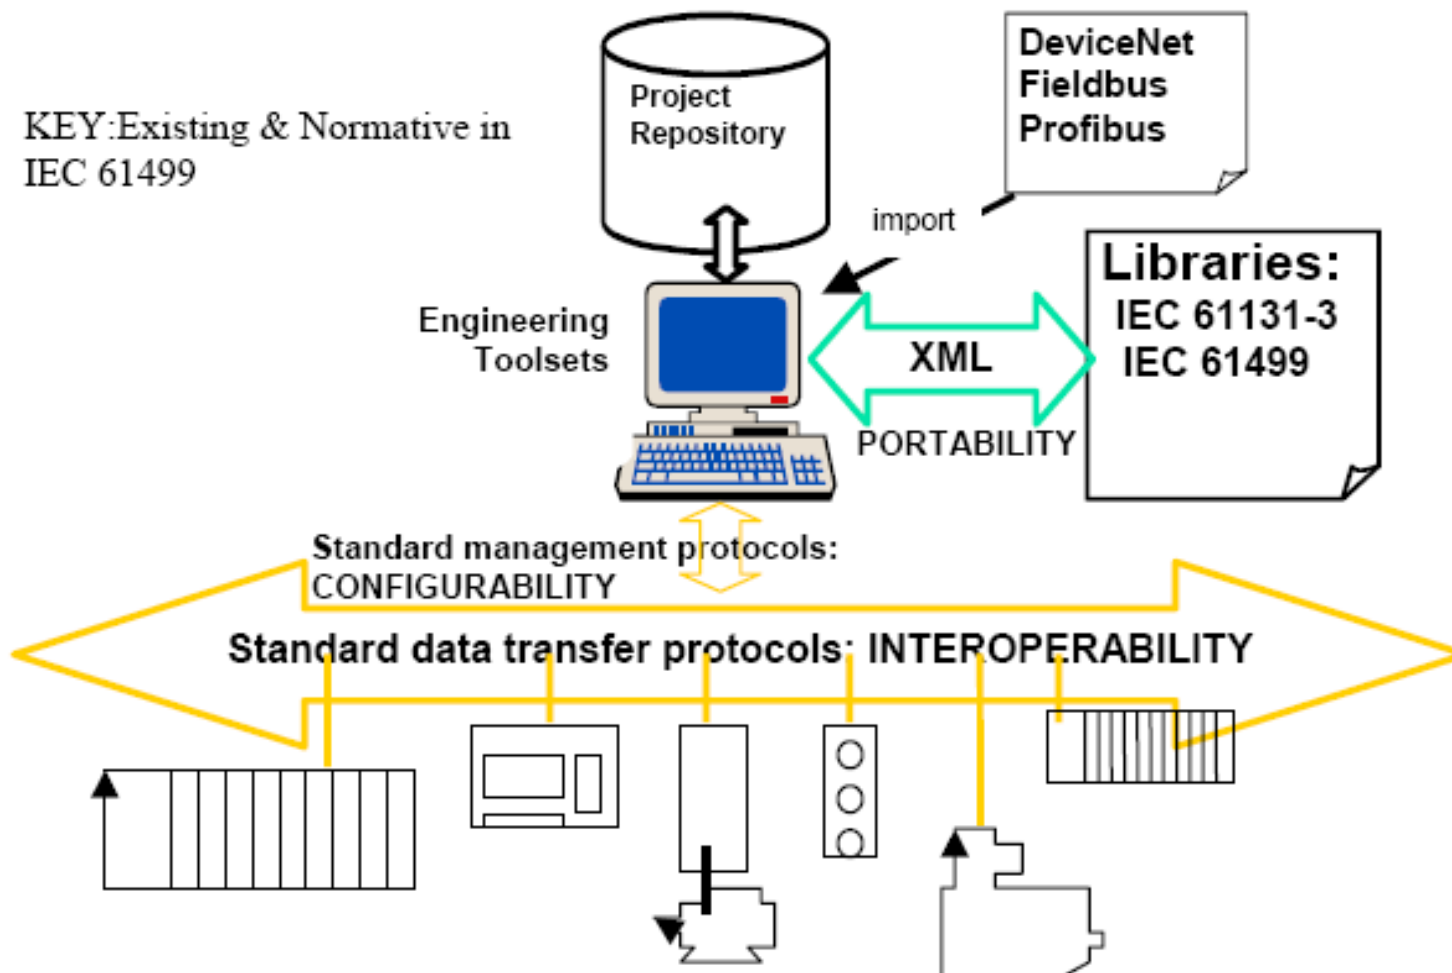 KEY:Existing & Normative in
IEC 61499
Project
Repository
DeviceNet
Fieldbus
Profibus
import
Libraries:
IEC 61131-3
IEC 61499
Engineering
Toolsets
XML
PORTABILITY
Standard management protocols:
CONFIGURABILITY
Standard data transfer protocols: INTEROPERABILITY